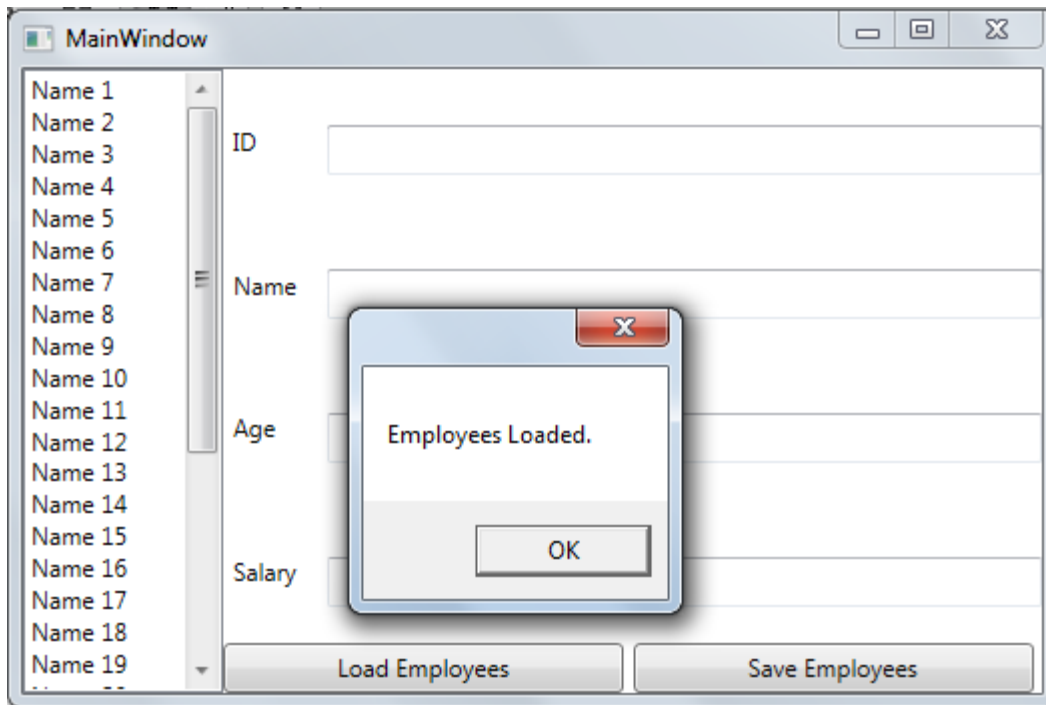 MainWindow
Name 1
Name 2
Name 3
Name 4
Name 5
Name 6
Name 7
Name 8
Name 9
Name 10
Name 11
Name 12
Name 13
Name 14
Name 15
Name 16
Name 17
Name 18
Name 19
ID
Name
Age
Salary
Employees Loaded.
OK
Load Employees
Save Employees